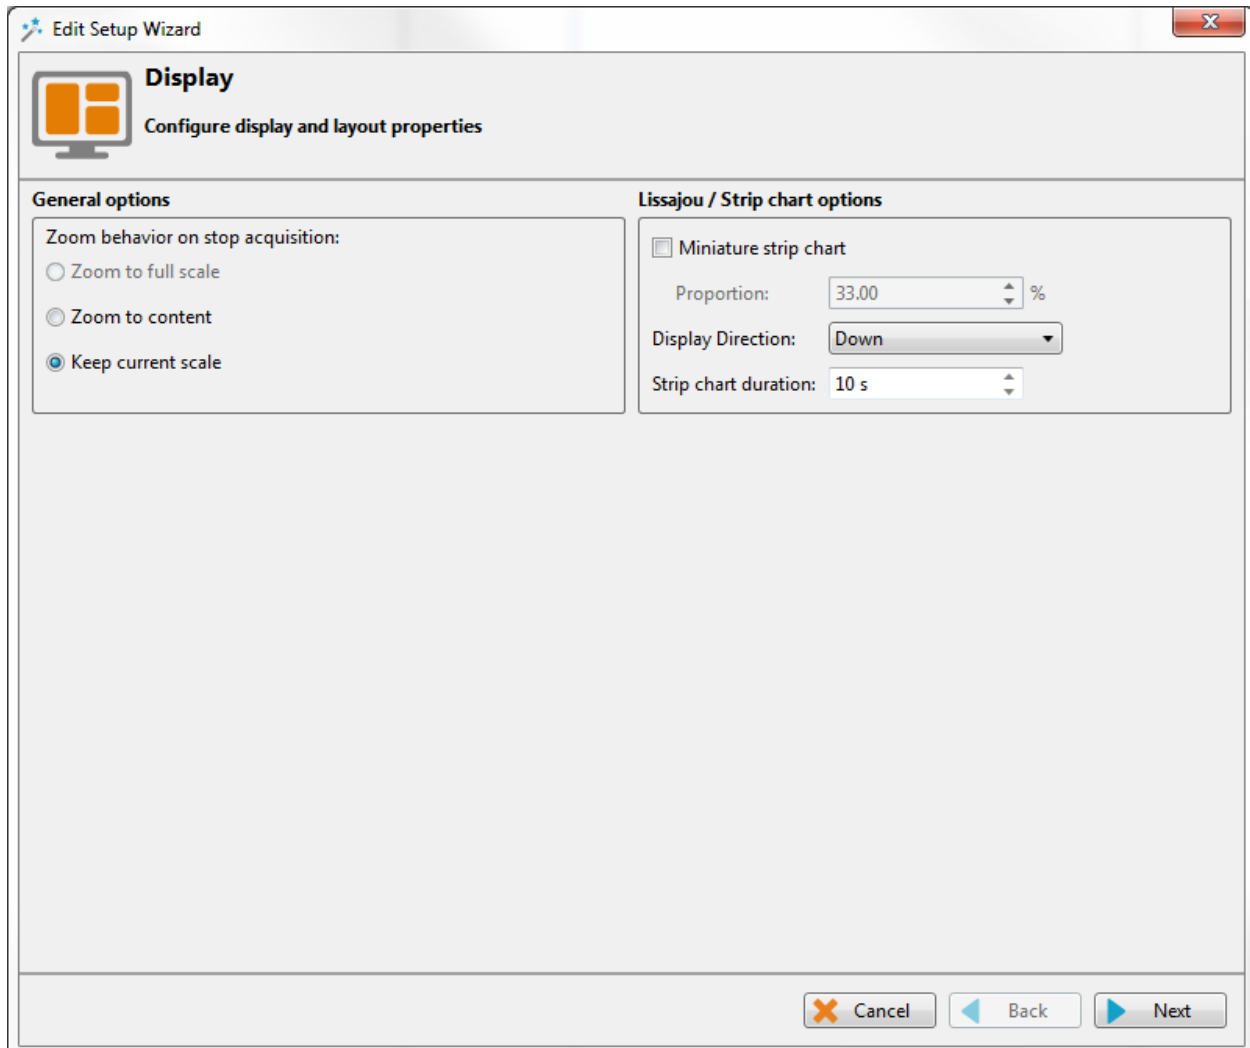 Edit Setup Wizard
Display
Configure display and layout properties
General options
Zoom behavior on stop acquisition:
Zoom to full scale
Zoom to content
Keep current scale
Lissajou / Strip chart options
Miniature strip chart
Proportion: 33.00 %
Display Direction: Down
Strip chart duration: 10 s
Cancel Back Next